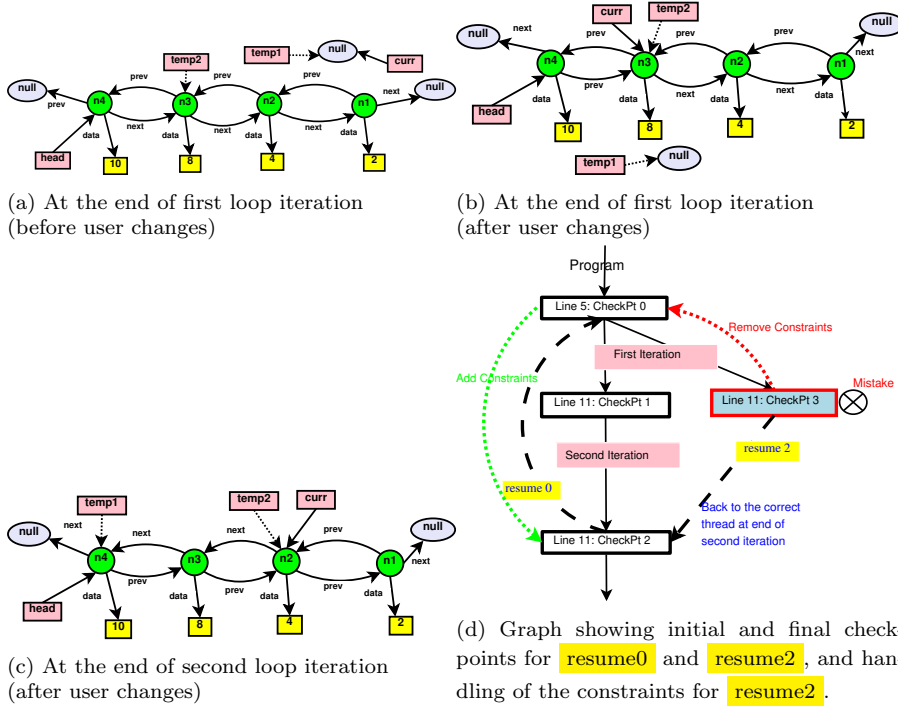 null
temp2
temp1
null
curr
null
prev
n4
prev
n3
prev
n2
prev
n1
next
null
next
next
next
data
data
data
data
head
10
8
4
2
(a) At the end of first loop iteration
(before user changes)
curr
temp2
null
next
n4
prev
n3
prev
n2
prev
n1
null
next
prev
next
next
head
data
data
data
data
10
8
4
2
temp1
null
(b) At the end of first loop iteration
(after user changes)
temp1
temp2
curr
null
next
n4
next
n3
next
n2
prev
n1
null
next
prev
prev
prev
head
data
data
data
data
10
8
4
2
(c) At the end of second loop iteration
(after user changes)
Program
Line 5: CheckPt 0
Remove Constraints
First Iteration
Add Constraints
Mistake
Line 11: CheckPt 1
Line 11: CheckPt 3
Second Iteration
resume 2
resume 0
Back to the correct
thread at end of
second iteration
Line 11: CheckPt 2
(d) Graph showing initial and final check-
points for resume0 and resume2 , and han-
dling of the constraints for resume2 .